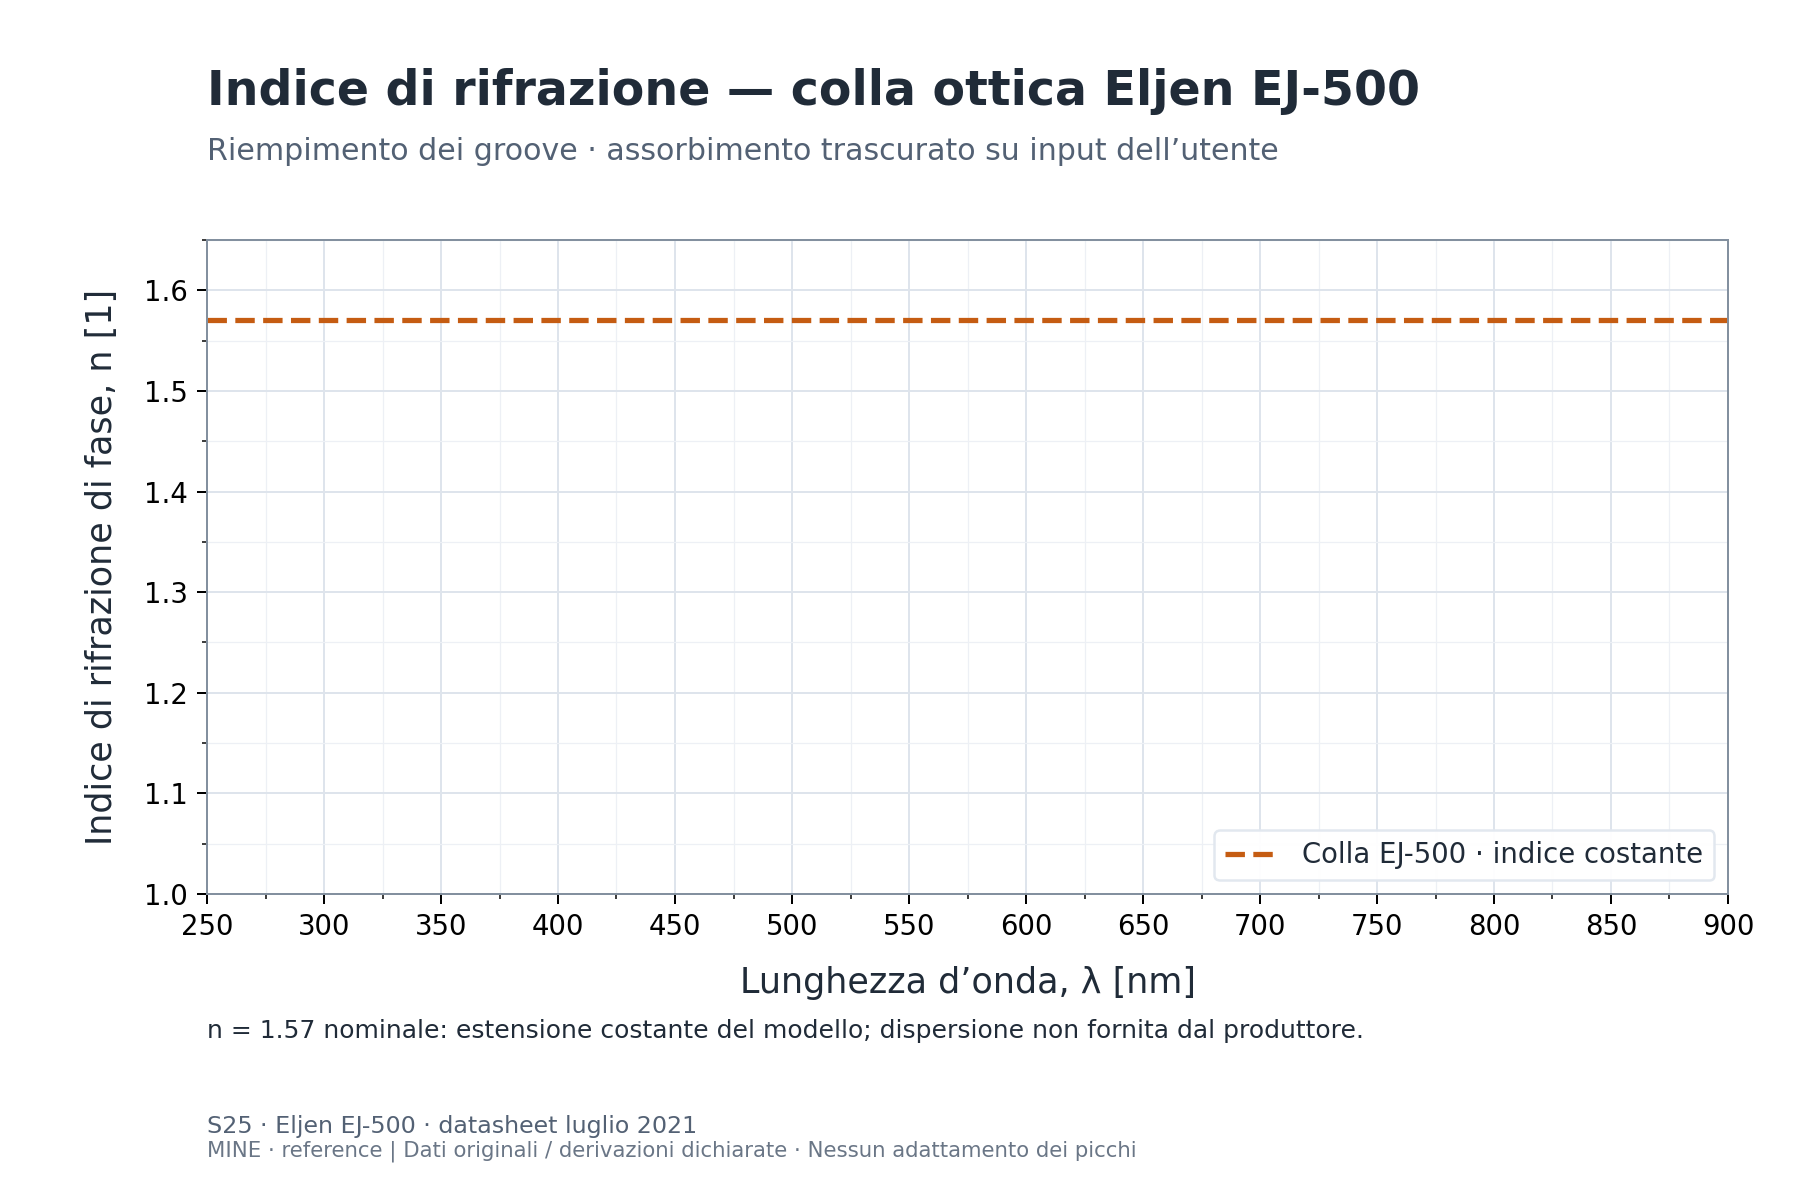 Indice di rifrazione — colla ottica Eljen EJ-500
Riempimento dei groove · assorbimento trascurato su input dell’utente
Indice di rifrazione di fase, n [1]
1.6
1.5
1.4
1.3
1.2
1.1
1.0
Colla EJ-500 · indice costante
250 300 350 400 450 500 550 600 650 700 750 800 850 900
Lunghezza d’onda, λ [nm]
n = 1.57 nominale: estensione costante del modello; dispersione non fornita dal produttore.
S25 · Eljen EJ-500 · datasheet luglio 2021
MINE · reference | Dati originali / derivazioni dichiarate · Nessun adattamento dei picchi